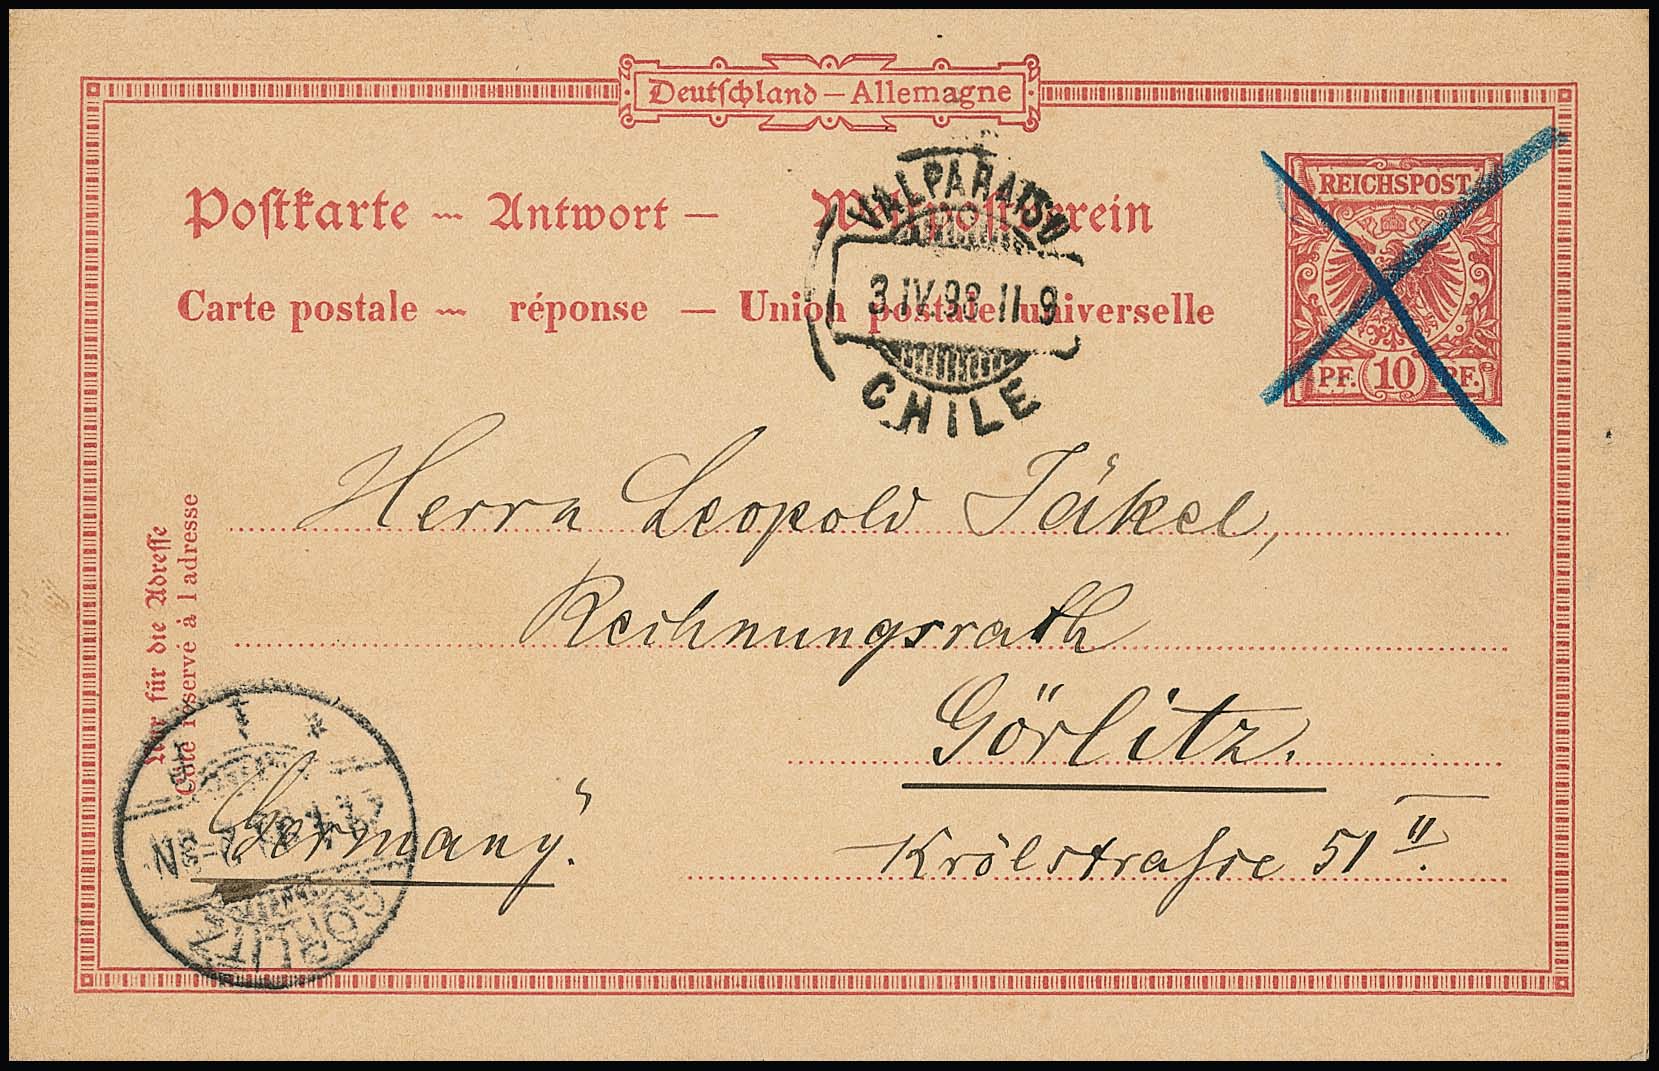 Deutschland – Allemagne
Postkarte – Antwort – Weltpostverein
Carte postale – réponse – Union postale universelle
REICHSPOST
PF. 10 PF.
VALPARAISO
3 IV.98 11-9
CHILE
Herrn Leopold Jäkel,
Rechnungsrath
Görlitz.
Krölstraße 51 II.
"Germany".
Nur für die Adresse
Côté réservé à l adresse
GÖRLITZ